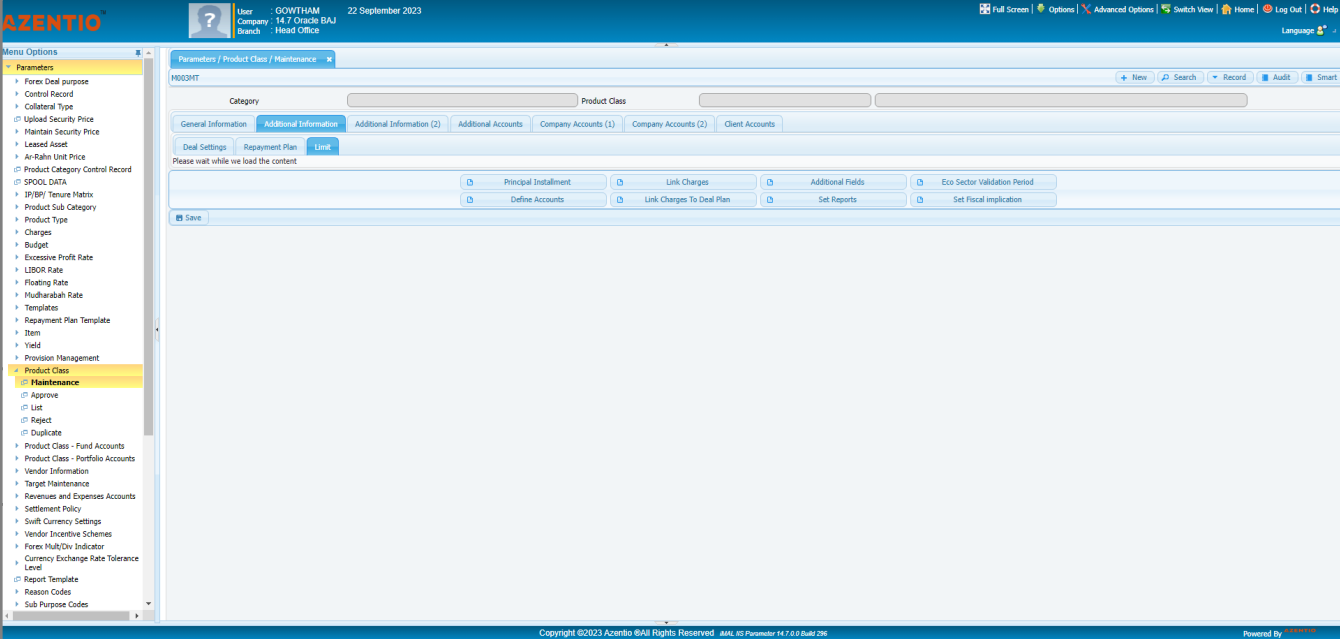 AZENTIO™
User : GOWTHAM 22 September 2023
Company : 14.7 Oracle BAJ
Branch : Head Office
Full Screen | Options | Advanced Options | Switch View | Home | Log Out | Help
Language
Menu Options
Parameters
Forex Deal purpose
Control Record
Collateral Type
Upload Security Price
Maintain Security Price
Leased Asset
Ar-Rahn Unit Price
Product Category Control Record
SPOOL DATA
IP/BP/ Tenure Matrix
Product Sub Category
Product Type
Charges
Budget
Excessive Profit Rate
LIBOR Rate
Floating Rate
Mudharabah Rate
Templates
Repayment Plan Template
Item
Yield
Provision Management
Product Class
Maintenance
Approve
List
Reject
Duplicate
Product Class - Fund Accounts
Product Class - Portfolio Accounts
Vendor Information
Target Maintenance
Revenues and Expenses Accounts
Settlement Policy
Swift Currency Settings
Vendor Incentive Schemes
Forex Mult/Div Indicator
Currency Exchange Rate Tolerance
Level
Report Template
Reason Codes
Sub Purpose Codes
Parameters / Product Class / Maintenance
M003MT
New Search Record Audit Smart
Category Product Class
General Information Additional Information Additional Information (2) Additional Accounts Company Accounts (1) Company Accounts (2) Client Accounts
Deal Settings Repayment Plan Limit
Please wait while we load the content
Principal Installment Link Charges Additional Fields Eco Sector Validation Period
Define Accounts Link Charges To Deal Plan Set Reports Set Fiscal implication
Save
Copyright ©2023 Azentio ®All Rights Reserved iMAL IIS Parameter 14.7.0.0 Build 296
Powered By AZENTIO